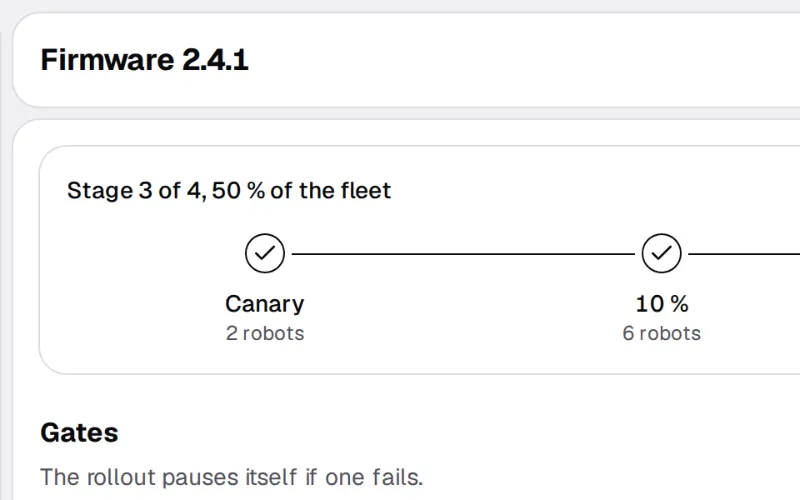 Firmware 2.4.1
Stage 3 of 4, 50 % of the fleet
Canary
2 robots
10 %
6 robots
Gates
The rollout pauses itself if one fails.